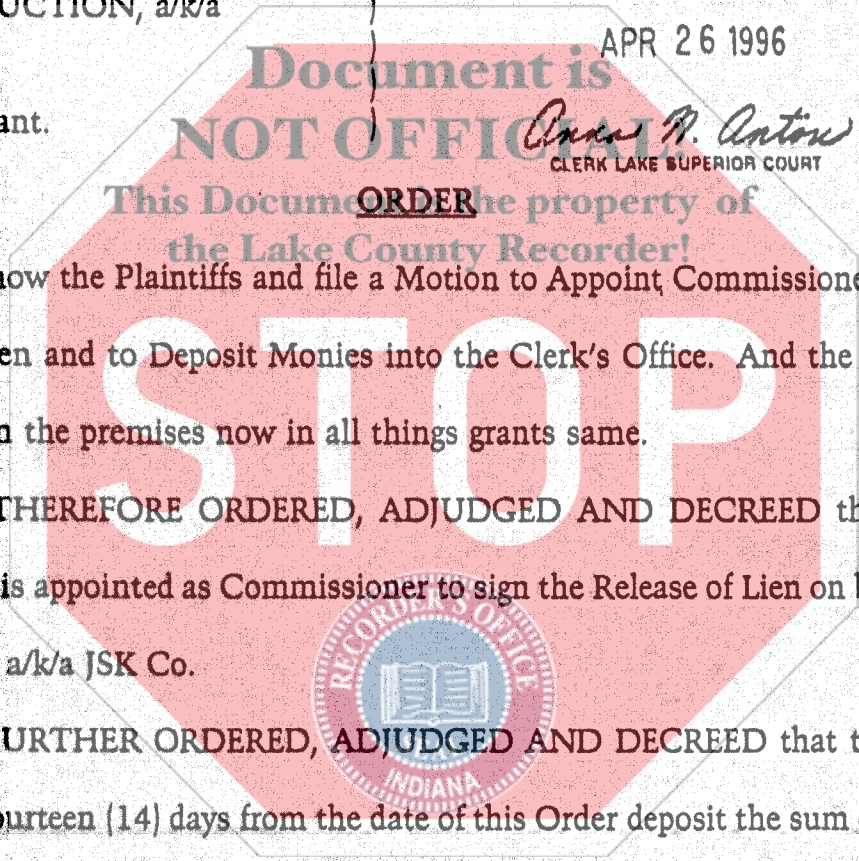 UCTION, a/k/a
APR 26 1996
ant.
Anna N. Anton
CLERK LAKE SUPERIOR COURT
Document is
NOT OFFICIAL!
This Document is the property of
the Lake County Recorder!
ORDER
ow the Plaintiffs and file a Motion to Appoint Commissione
en and to Deposit Monies into the Clerk's Office. And the
n the premises now in all things grants same.
THEREFORE ORDERED, ADJUDGED AND DECREED th
is appointed as Commissioner to sign the Release of Lien on b
a/k/a JSK Co.
URTHER ORDERED, ADJUDGED AND DECREED that t
ourteen (14) days from the date of this Order deposit the sum
STOP
RECORDER'S OFFICE
INDIANA